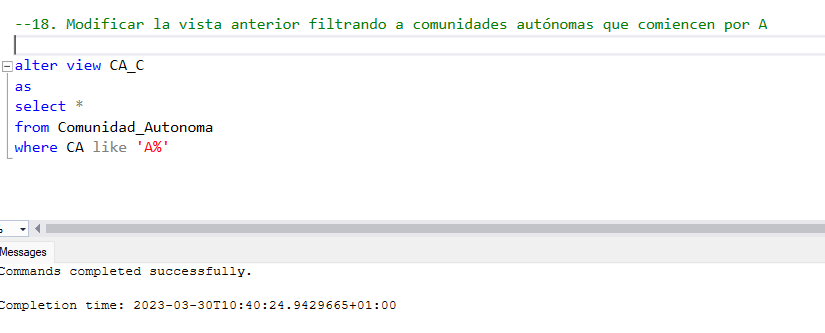 --18. Modificar la vista anterior filtrando a comunidades autónomas que comiencen por A
alter view CA_C
as
select *
from Comunidad_Autonoma
where CA like 'A%'
Messages
Commands completed successfully.
Completion time: 2023-03-30T10:40:24.9429665+01:00